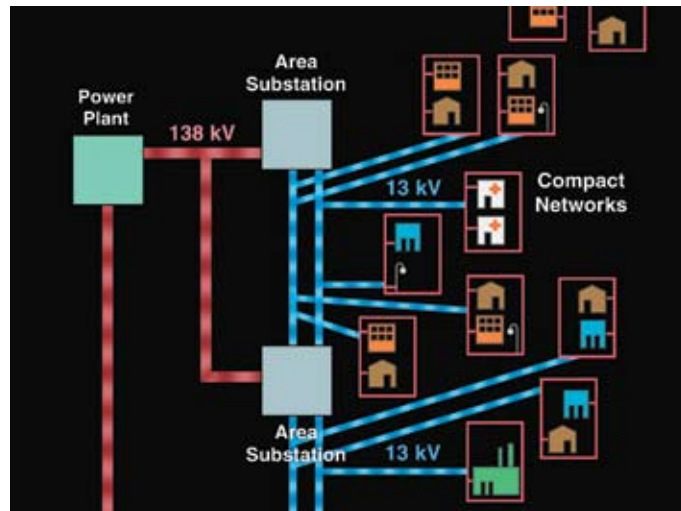 Area
Substation
Power
Plant
138 kV
13 kV
Compact
Networks
Area
Substation
13 kV